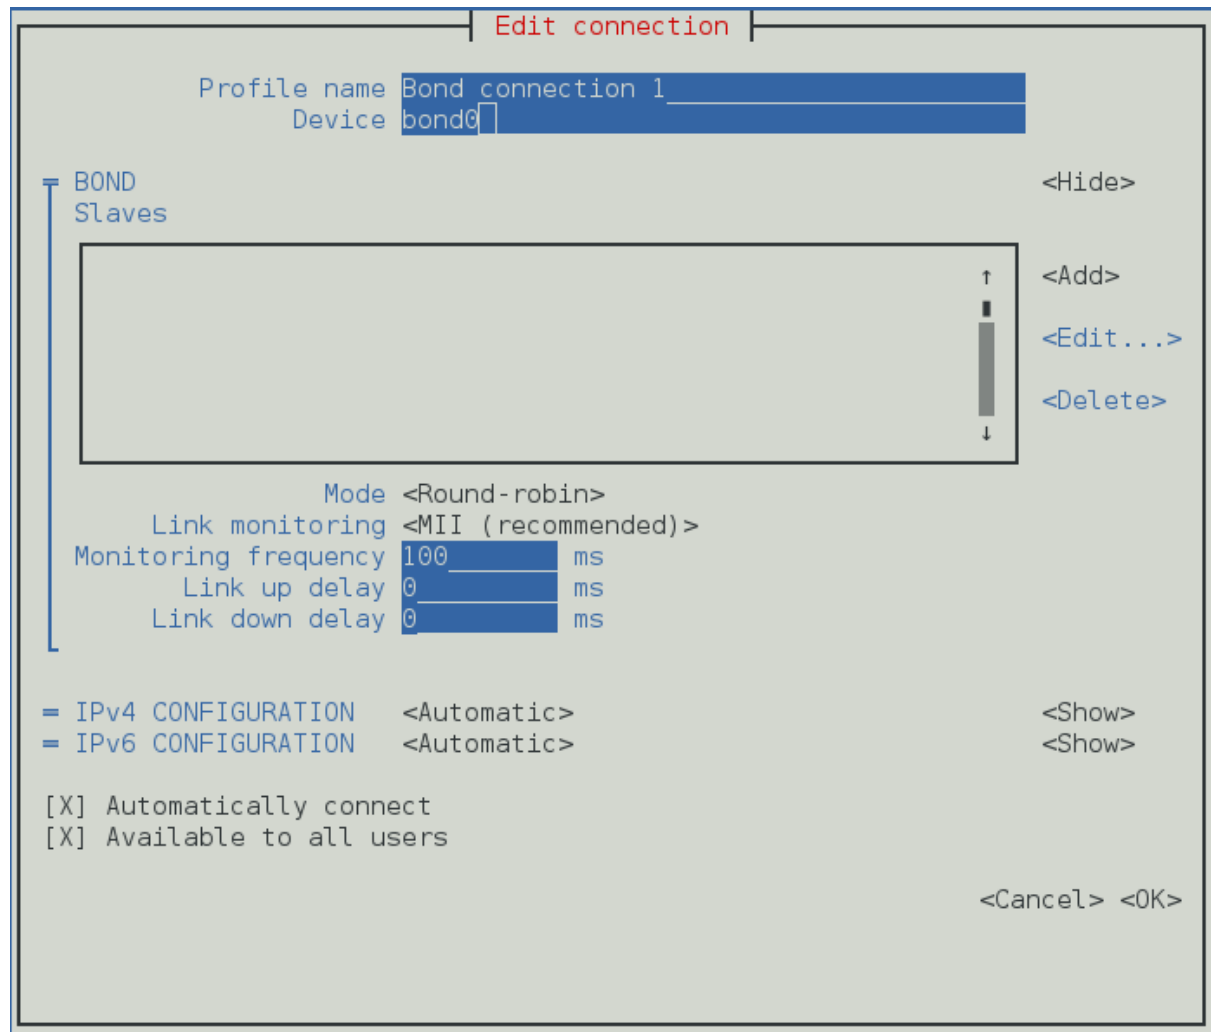 Edit connection
Profile name Bond connection 1
Device bond0
BOND <Hide>
Slaves
↑ <Add>
<Edit...>
<Delete>
↓
Mode <Round-robin>
Link monitoring <MII (recommended)>
Monitoring frequency 100 ms
Link up delay 0 ms
Link down delay 0 ms
= IPv4 CONFIGURATION <Automatic> <Show>
= IPv6 CONFIGURATION <Automatic> <Show>
[X] Automatically connect
[X] Available to all users
<Cancel> <OK>